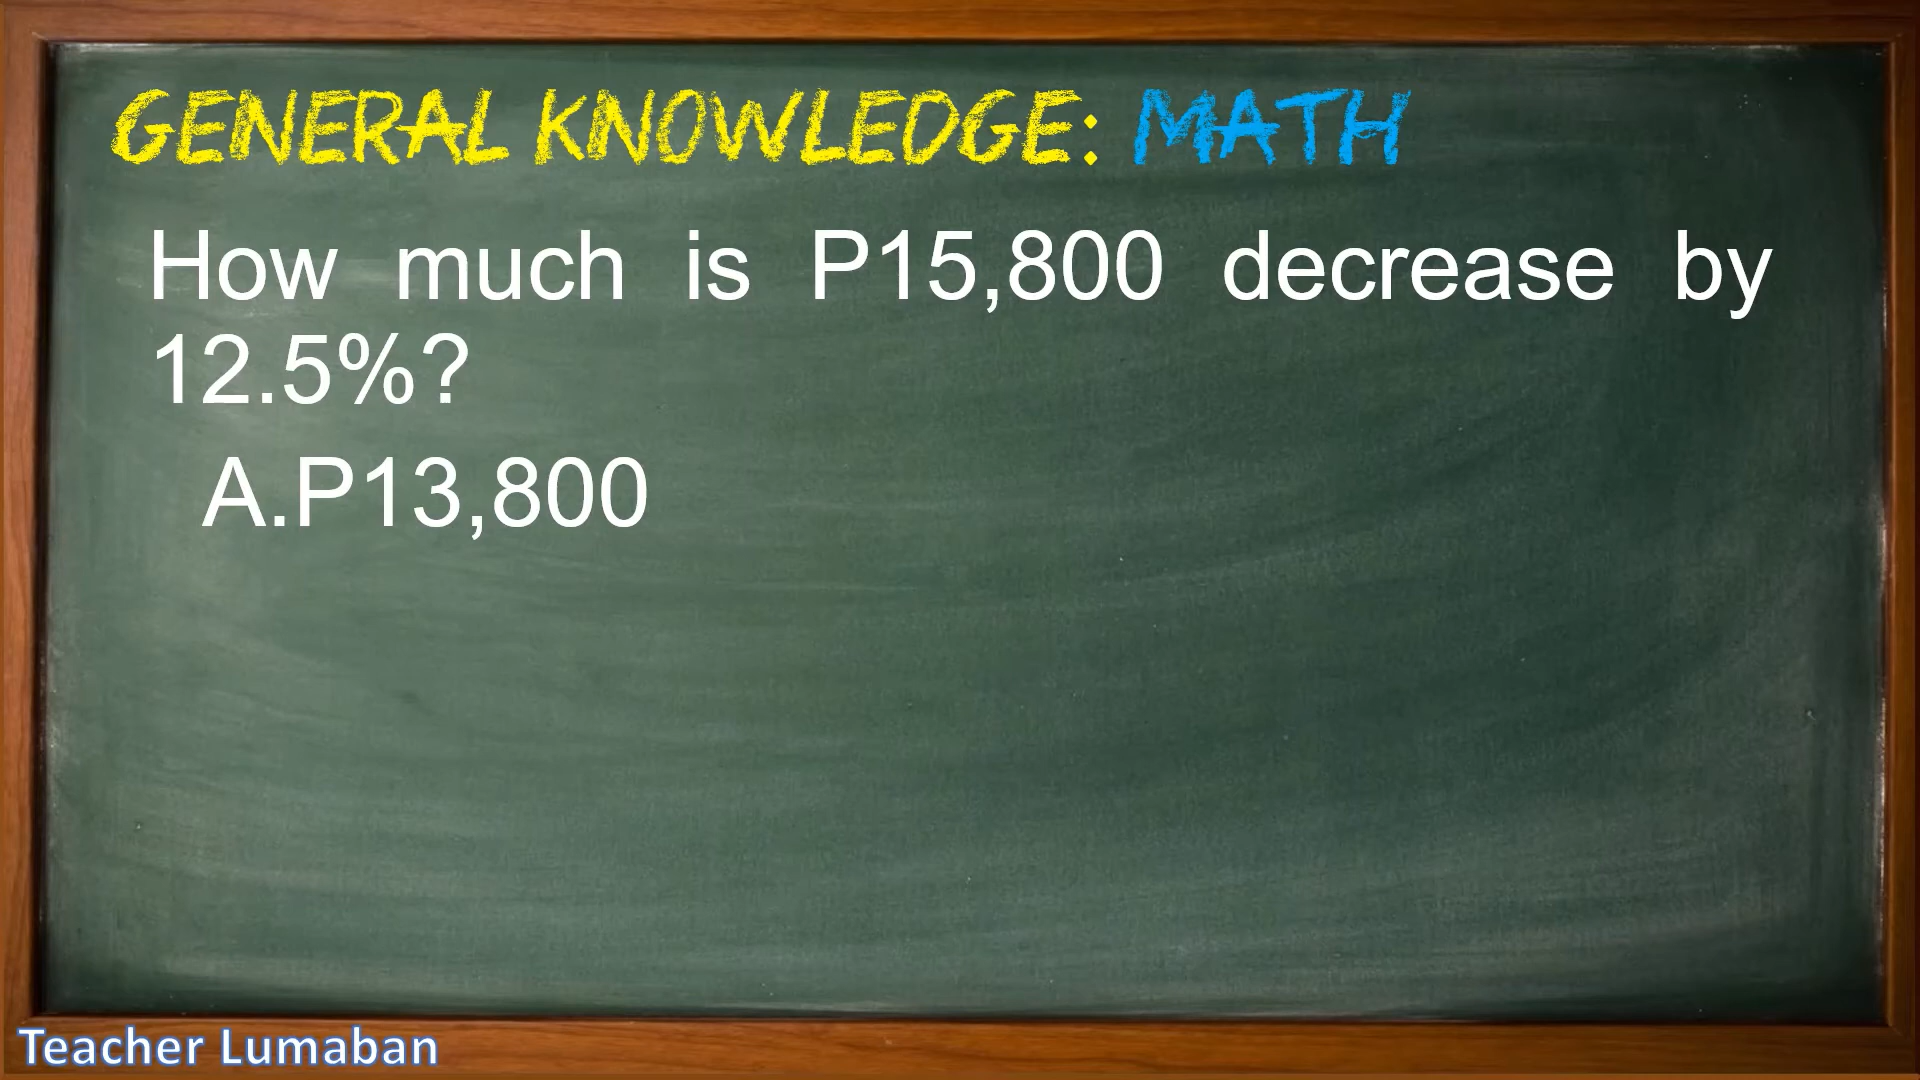 GENERAL KNOWLEDGE: MATH
How much is P15,800 decrease by
12.5%?
A.P13,800
Teacher Lumaban